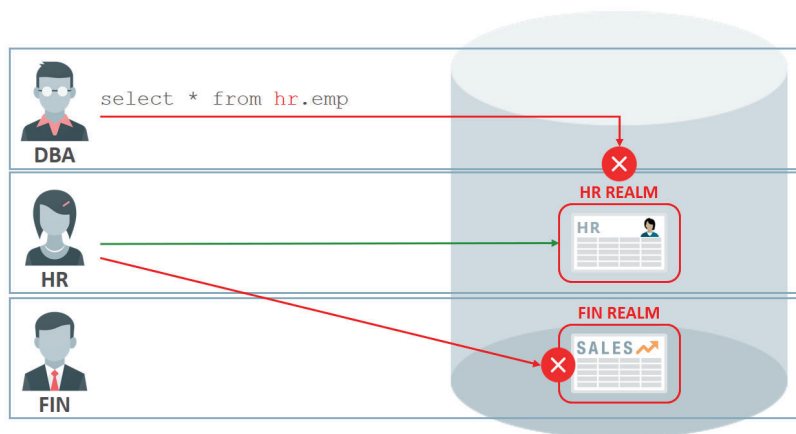 select * from hr.emp
DBA
HR REALM
HR
HR
FIN REALM
SALES
FIN